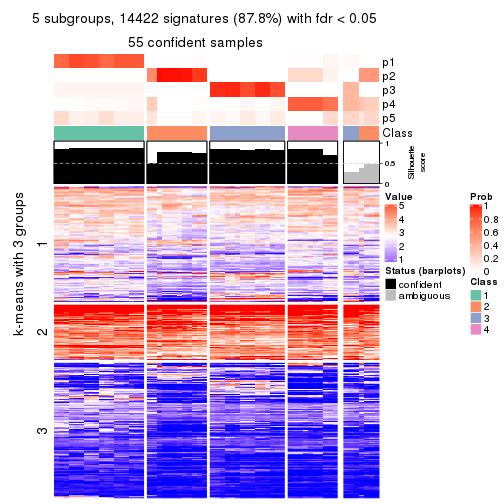 5 subgroups, 14422 signatures (87.8%) with fdr < 0.05
55 confident samples
p1
p2
p3
p4
p5
Class
1
0.5
0
Silhouette
score
k-means with 3 groups
1
2
3
Value
5
4
3
2
1
Status (barplots)
confident
ambiguous
Prob
1
0.8
0.6
0.4
0.2
0
Class
1
2
3
4